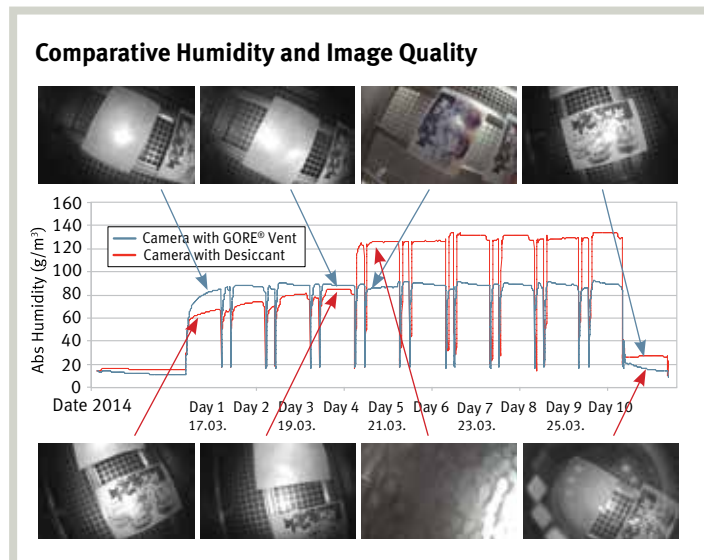 Comparative Humidity and Image Quality
160
140
120
100
80
60
40
20
0
Abs Humidity (g/m³)
Camera with GORE® Vent
Camera with Desiccant
Date 2014
Day 1 Day 2 Day 3 Day 4 Day 5 Day 6 Day 7 Day 8 Day 9 Day 10
17.03. 19.03. 21.03. 23.03. 25.03.